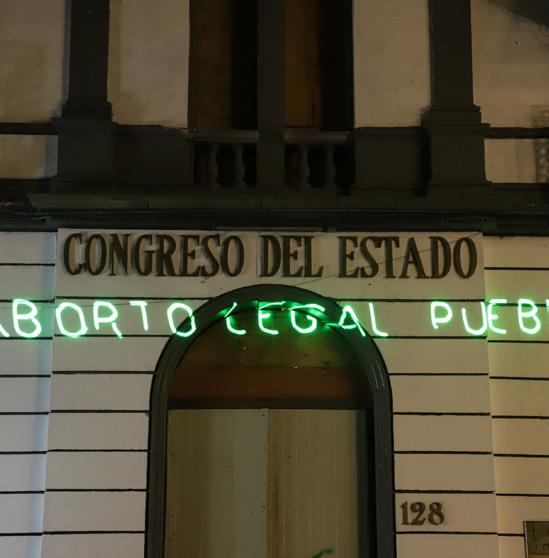 CONGRESO DEL ESTADO
ABORTO LEGAL PUEB
128